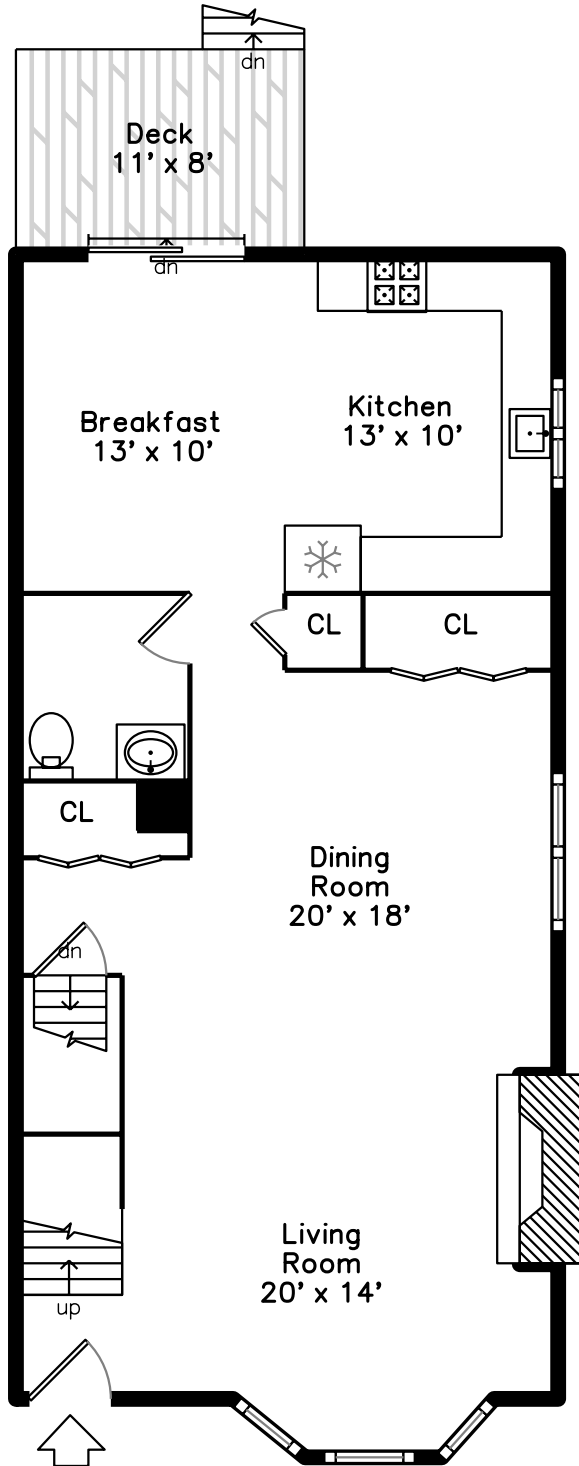 dn
Deck
11' x 8'
dn
Breakfast
13' x 10'
Kitchen
13' x 10'
CL
CL
CL
Dining
Room
20' x 18'
dn
Living
Room
20' x 14'
up